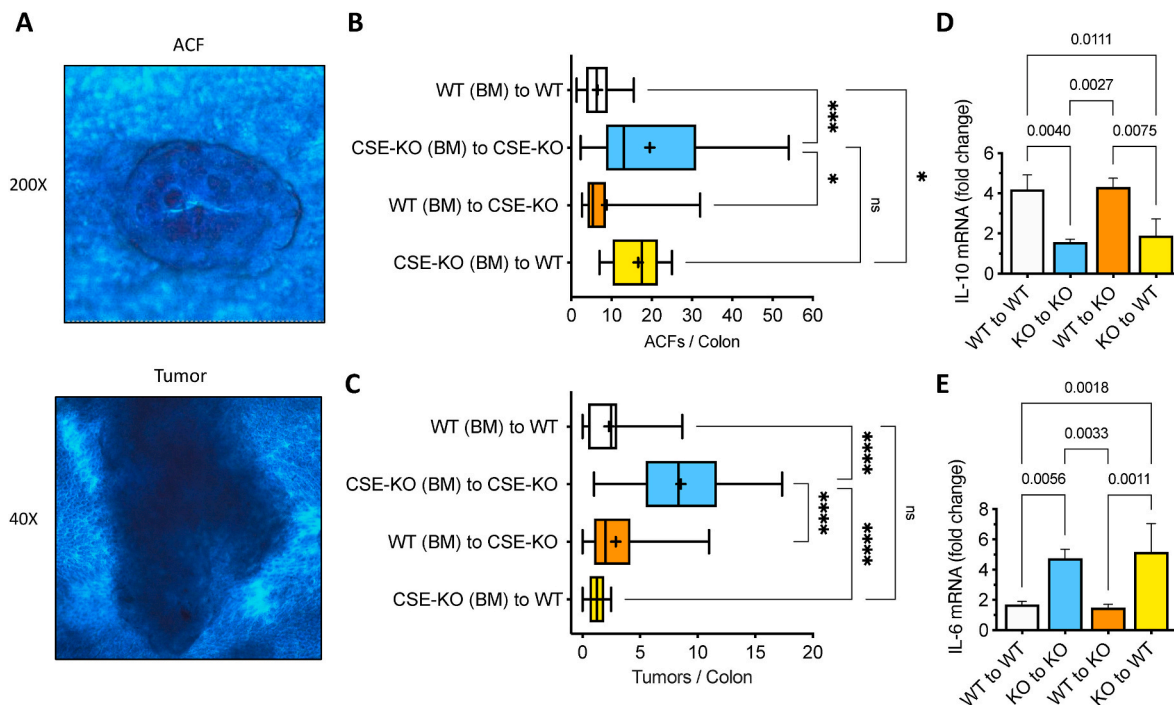 A
ACF
200X
Tumor
40X
B
WT (BM) to WT
CSE-KO (BM) to CSE-KO
WT (BM) to CSE-KO
CSE-KO (BM) to WT
***
*
ns
*
0 10 20 30 40 50 60
ACFs / Colon
C
WT (BM) to WT
CSE-KO (BM) to CSE-KO
WT (BM) to CSE-KO
CSE-KO (BM) to WT
****
****
****
ns
0 5 10 15 20
Tumors / Colon
D
0.0111
0.0027
0.0040 0.0075
IL-10 mRNA (fold change)
6
4
2
0
WT to WT
KO to KO
WT to KO
KO to WT
E
0.0018
0.0033
0.0056 0.0011
IL-6 mRNA (fold change)
8
6
4
2
0
WT to WT
KO to KO
WT to KO
KO to WT